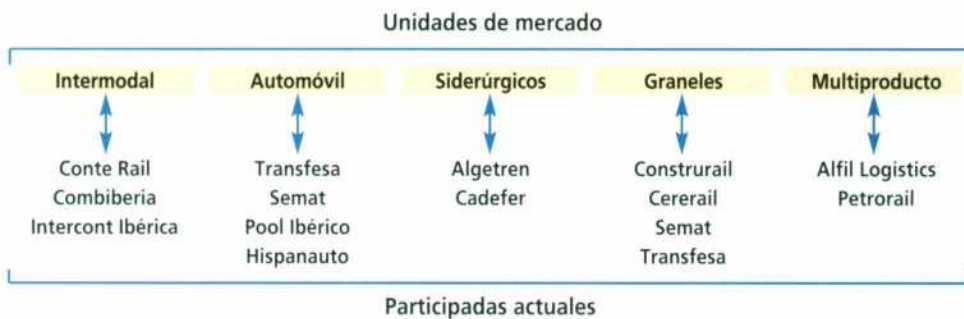 Unidades de mercado
Intermodal Automóvil Siderúrgicos Graneles Multiproducto
Conte Rail Transfesa Algetren Construrail Alfil Logistics
Combiberia Semat Cadefer Cererail Petrorail
Intercont Ibérica Pool Ibérico Semat
Hispanauto Transfesa
Participadas actuales